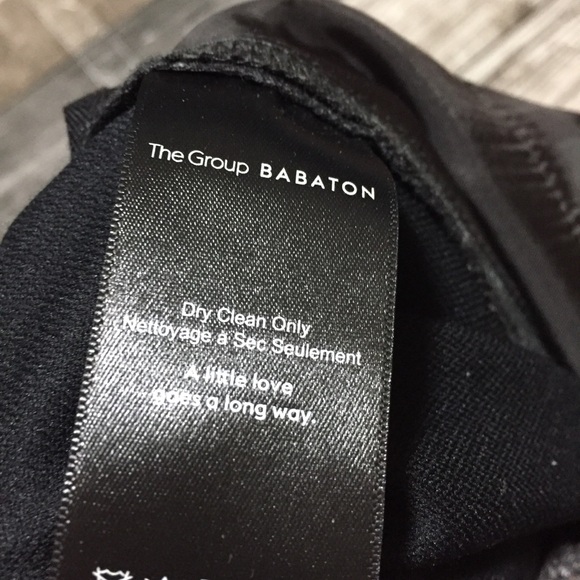 The Group BABATON
Dry Clean Only
Nettoyage à Sec Seulement
A little love
goes a long way.